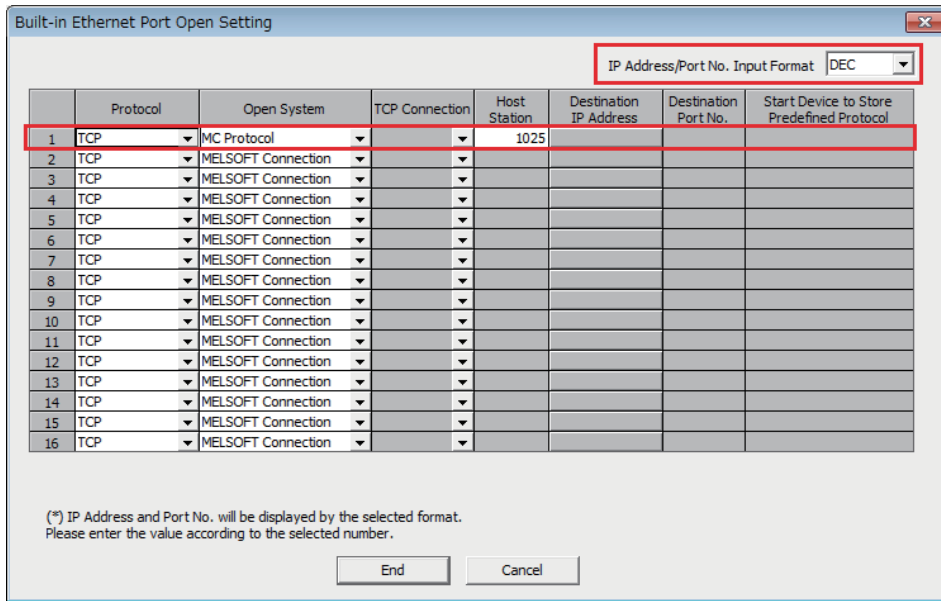 Built-in Ethernet Port Open Setting
IP Address/Port No. Input Format DEC
Protocol Open System TCP Connection Host Station Destination IP Address Destination Port No. Start Device to Store Predefined Protocol
1 TCP MC Protocol 1025
2 TCP MELSOFT Connection
3 TCP MELSOFT Connection
4 TCP MELSOFT Connection
5 TCP MELSOFT Connection
6 TCP MELSOFT Connection
7 TCP MELSOFT Connection
8 TCP MELSOFT Connection
9 TCP MELSOFT Connection
10 TCP MELSOFT Connection
11 TCP MELSOFT Connection
12 TCP MELSOFT Connection
13 TCP MELSOFT Connection
14 TCP MELSOFT Connection
15 TCP MELSOFT Connection
16 TCP MELSOFT Connection
(*) IP Address and Port No. will be displayed by the selected format.
Please enter the value according to the selected number.
End Cancel